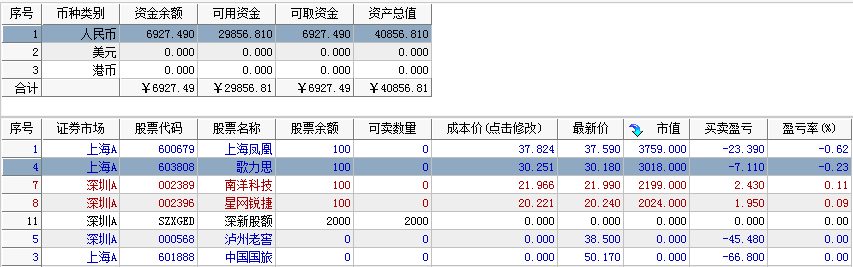 序号 币种类别 资金余额 可用资金 可取资金 资产总值
1 人民币 6927.490 29856.810 6927.490 40856.810
2 美元 0.000 0.000 0.000 0.000
3 港币 0.000 0.000 0.000 0.000
合计 ￥6927.49 ￥29856.81 ￥6927.49 ￥40856.81
序号 证券市场 股票代码 股票名称 股票余额 可卖数量 成本价(点击修改) 最新价 市值 买卖盈亏 盈亏率(%)
1 上海A 600679 上海凤凰 100 0 37.824 37.590 3759.000 -23.390 -0.62
4 上海A 603808 歌力思 100 0 30.251 30.180 3018.000 -7.110 -0.23
7 深圳A 002389 南洋科技 100 0 21.966 21.990 2199.000 2.430 0.11
8 深圳A 002396 星网锐捷 100 0 20.221 20.240 2024.000 1.950 0.09
11 深圳A SZXGED 深新股额 2000 2000 0.000 0.000 0.000 0.000 0.00
5 深圳A 000568 泸州老窖 0 0 0.000 38.500 0.000 -45.480 0.00
3 上海A 601888 中国国旅 0 0 0.000 50.170 0.000 -66.800 0.00